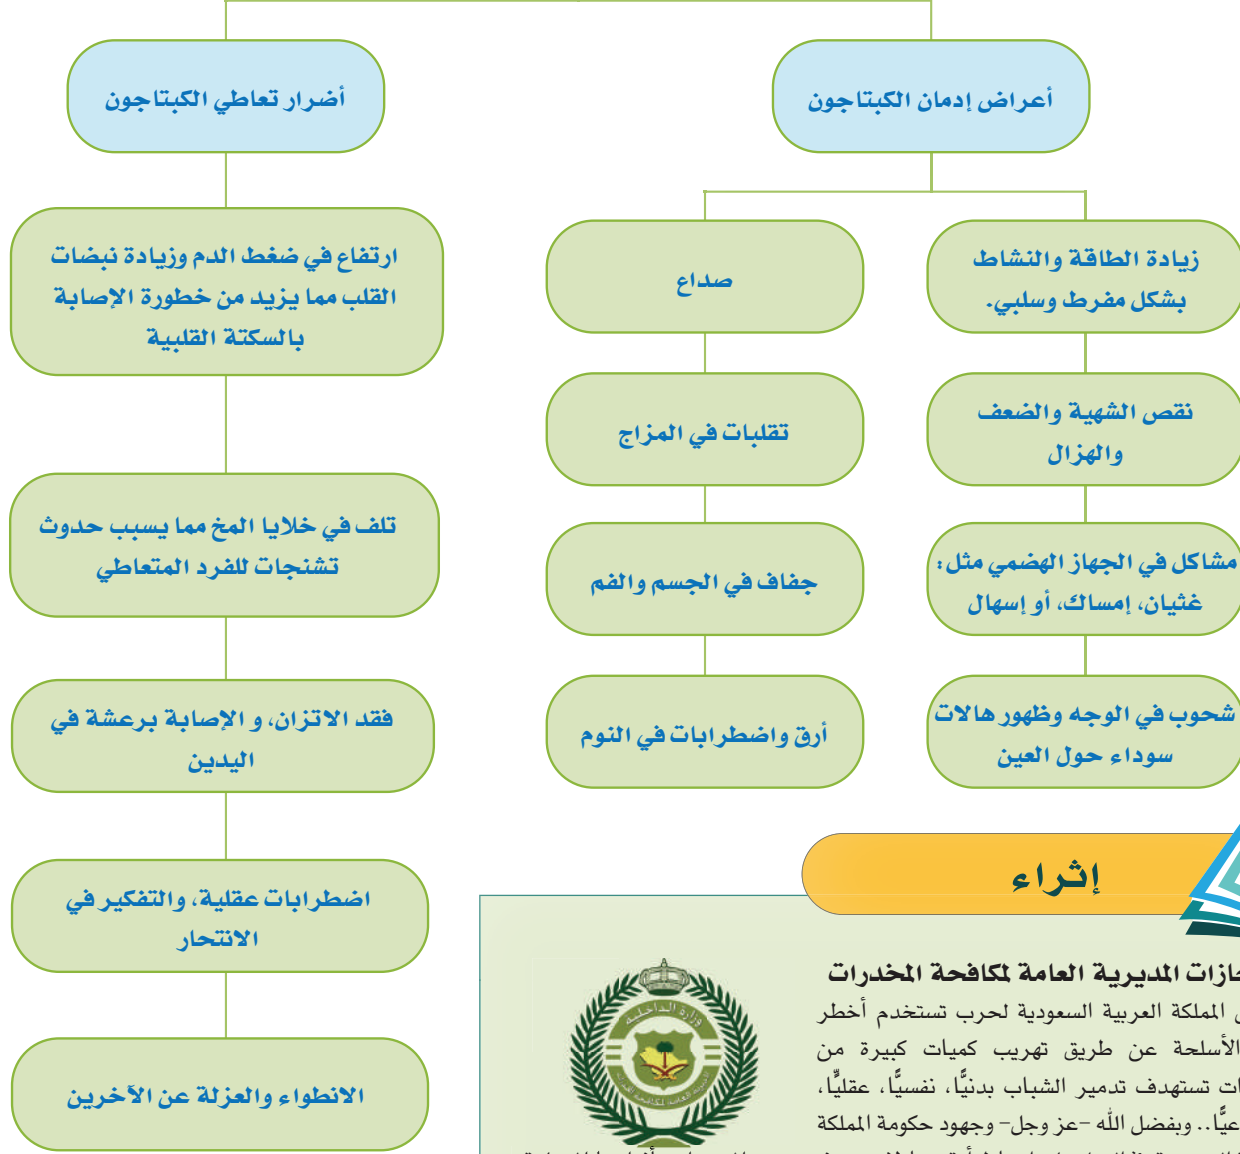 أعراض إدمان الكبتاجون
زيادة الطاقة والنشاط
بشكل مفرط وسلبي.
نقص الشهية والضعف
والهزال
مشاكل في الجهاز الهضمي مثل:
غثيان، إمساك، أو إسهال
شحوب في الوجه وظهور هالات
سوداء حول العين
صداع
تقلبات في المزاج
جفاف في الجسم والفم
أرق واضطرابات في النوم
أضرار تعاطي الكبتاجون
ارتفاع في ضغط الدم وزيادة نبضات
القلب مما يزيد من خطورة الإصابة
بالسكتة القلبية
تلف في خلايا المخ مما يسبب حدوث
تشنجات للفرد المتعاطي
فقد الاتزان، و الإصابة برعشة في
اليدين
اضطرابات عقلية، والتفكير في
الانتحار
الانطواء والعزلة عن الآخرين
إثراء
المديرية العامة لمكافحة المخدرات
المملكة العربية السعودية لحرب تستخدم أخطر
الأسلحة عن طريق تهريب كميات كبيرة من
تستهدف تدمير الشباب بدنيًّا، نفسيًّا، عقليًّا،
وبفضل الله -عز وجل- وجهود حكومة المملكة
وزارة الداخلية